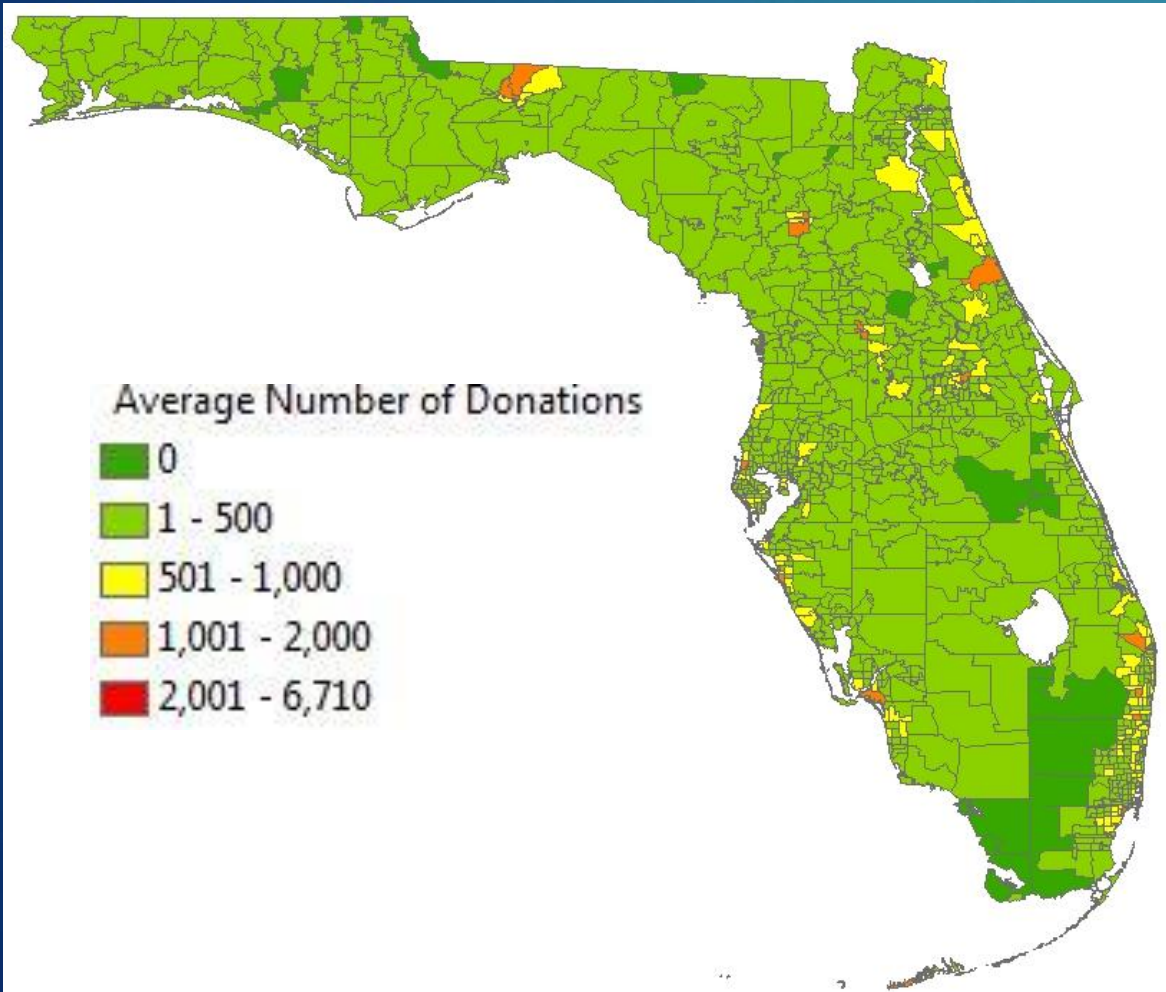 Average Number of Donations
0
1 - 500
501 - 1,000
1,001 - 2,000
2,001 - 6,710